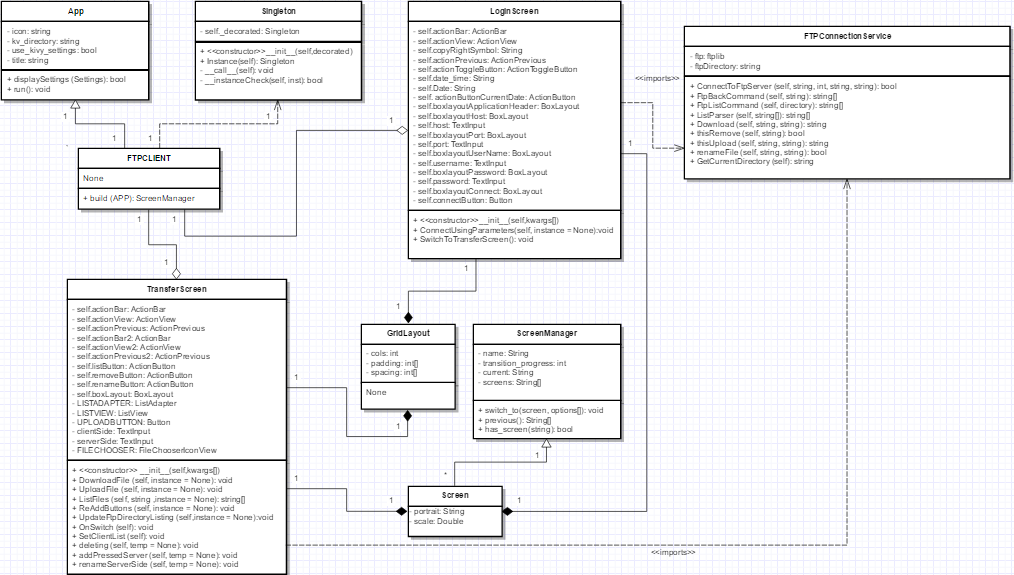 App
- icon: string
- kv_directory: string
- use_kivy_settings: bool
- title: string
+ displaySettings (Settings): bool
+ run(): void
Singleton
- self._decorated: Singleton
+ <<constructor>>__init__(self,decorated)
+ Instance(self): Singleton
- __call__(self): void
- __instanceCheck(self, inst): bool
LoginScreen
- self.actionBar: ActionBar
- self.actionView: ActionView
- self.copyRightSymbol: String
- self.actionPrevious: ActionPrevious
- self.actionToggleButton: ActionToggleButton
- self.date_time: String
- self.Date: String
- self. actionButtonCurrentDate: ActionButton
- self.boxlayoutApplicationHeader: BoxLayout
- self.boxlayoutHost: BoxLayout
- self.host: TextInput
- self.boxlayoutPort: BoxLayout
- self.port: TextInput
- self.boxlayoutUserName: BoxLayout
- self.username: TextInput
- self.boxlayoutPassword: BoxLayout
- self.password: TextInput
- self.boxlayoutConnect: BoxLayout
- self.connectButton: Button
+ <<constructor>>__init__(self,kwargs[])
+ ConnectUsingParameters(self, instance = None):void
+ SwitchToTransferScreen(): void
FTPConnectionService
- ftp: ftplib
- ftpDirectory: string
+ ConnectToFtpServer (self, string, int, string, string): bool
+ FtpBackCommand (self, string): string[]
+ FtpListCommand (self, directory): string[]
+ ListParser (self, string[]): string[]
+ Download (self, string, string): string
+ thisRemove (self, string): bool
+ thisUpload (self, string, string): string
+ renameFile (self, string, string): bool
+ GetCurrentDirectory (self): string
<<imports>>
1
1
1
1
1
1
FTPCLIENT
None
+ build (APP): ScreenManager
1
1
1
1
1
TransferScreen
- self.actionBar: ActionBar
- self.actionView: ActionView
- self.actionPrevious: ActionPrevious
- self.actionBar2: ActionBar
- self.actionView2: ActionView
- self.actionPrevious2: ActionPrevious
- self.listButton: ActionButton
- self.removeButton: ActionButton
- self.renameButton: ActionButton
- self.boxLayout: BoxLayout
- LISTADAPTER: ListAdapter
- LISTVIEW: ListView
- UPLOADBUTTON: Button
- clientSide: TextInput
- serverSide: TextInput
- FILECHOOSER: FileChooserIconView
+ <<constructor>> __init__(self,kwargs[])
+ DownloadFile (self, instance = None): void
+ UploadFile (self, instance = None): void
+ ListFiles (self, string ,instance = None): string[]
+ ReAddButtons (self, instance = None): void
+ UpdateFtpDirectoryListing (self,instance = None):void
+ OnSwitch (self): void
+ SetClientList (self): void
+ deleting (self, temp = None): void
+ addPressedServer (self, temp = None): void
+ renameServerSide (self, temp = None): void
GridLayout
- cols: int
- padding: int[]
- spacing: int[]
None
ScreenManager
- name: String
- transition_progress: int
- current: String
- screens: String[]
+ switch_to(screen, options[]): void
+ previous(): String[]
+ has_screen(string): bool
1
1
1
*
1
1
1
Screen
- portrait: String
- scale: Double
<<imports>>